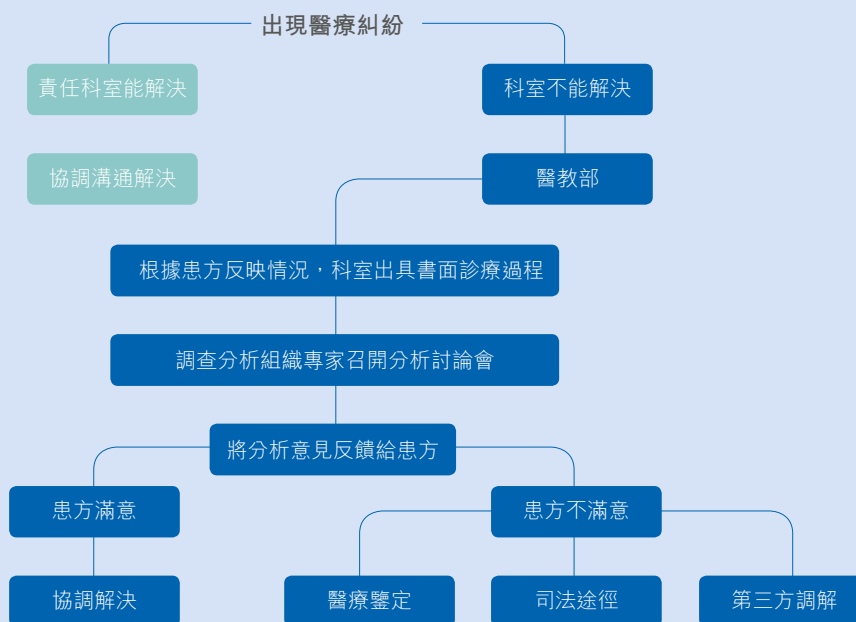 出現醫療糾紛
責任科室能解決
科室不能解決
協調溝通解決
醫教部
根據患方反映情況，科室出具書面診療過程
調查分析組織專家召開分析討論會
將分析意見反饋給患方
患方滿意
患方不滿意
協調解決
醫療鑒定
司法途徑
第三方調解